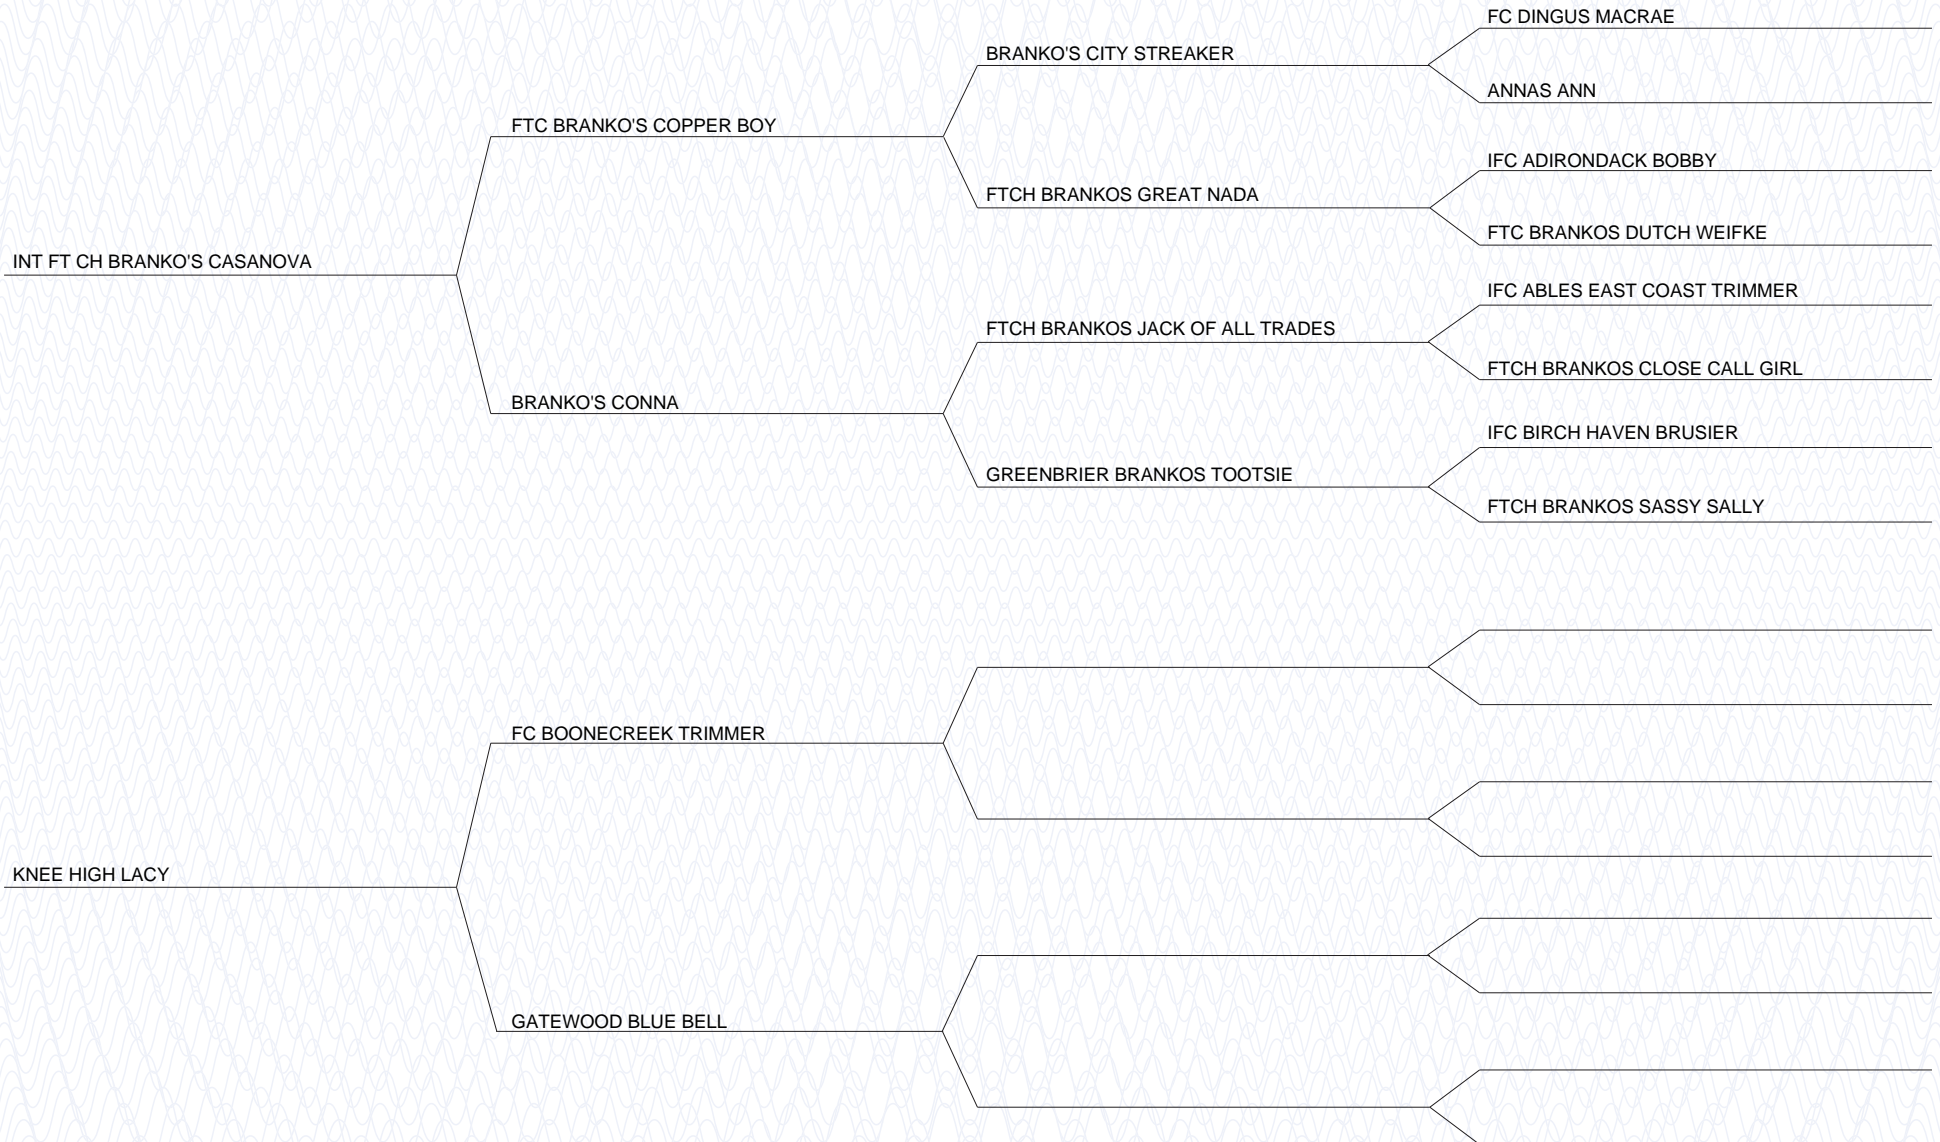 FC DINGUS MACRAE
BRANKO'S CITY STREAKER
ANNAS ANN
FTC BRANKO'S COPPER BOY
IFC ADIRONDACK BOBBY
FTCH BRANKOS GREAT NADA
FTC BRANKOS DUTCH WEIFKE
INT FT CH BRANKO'S CASANOVA
IFC ABLES EAST COAST TRIMMER
FTCH BRANKOS JACK OF ALL TRADES
FTCH BRANKOS CLOSE CALL GIRL
BRANKO'S CONNA
IFC BIRCH HAVEN BRUSIER
GREENBRIER BRANKOS TOOTSIE
FTCH BRANKOS SASSY SALLY
FC BOONECREEK TRIMMER
KNEE HIGH LACY
GATEWOOD BLUE BELL